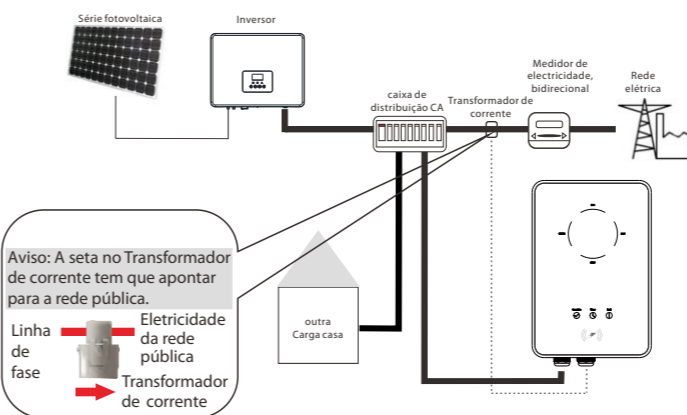 Série fotovoltaica
Inversor
caixa de
distribuição CA
Transformador de
corrente
Medidor de
electricidade,
bidirecional
Rede
elétrica
Aviso: A seta no Transformador
de corrente tem que apontar
para a rede pública.
Linha
de
fase
Eletricidade
da rede
pública
Transformador
de corrente
outra
Carga casa